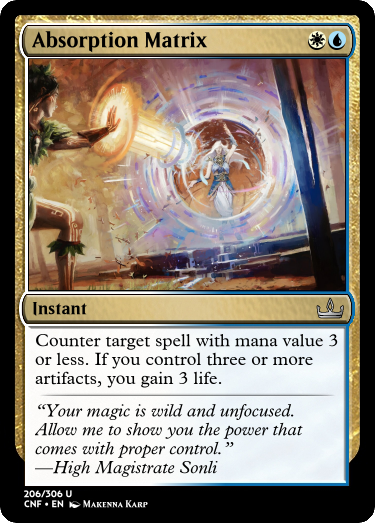 Absorption Matrix
Instant
Counter target spell with mana value 3
or less. If you control three or more
artifacts, you gain 3 life.
“Your magic is wild and unfocused.
Allow me to show you the power that
comes with proper control.”
—High Magistrate Sonli
206/306 U
CNF • EN Makenna Karp